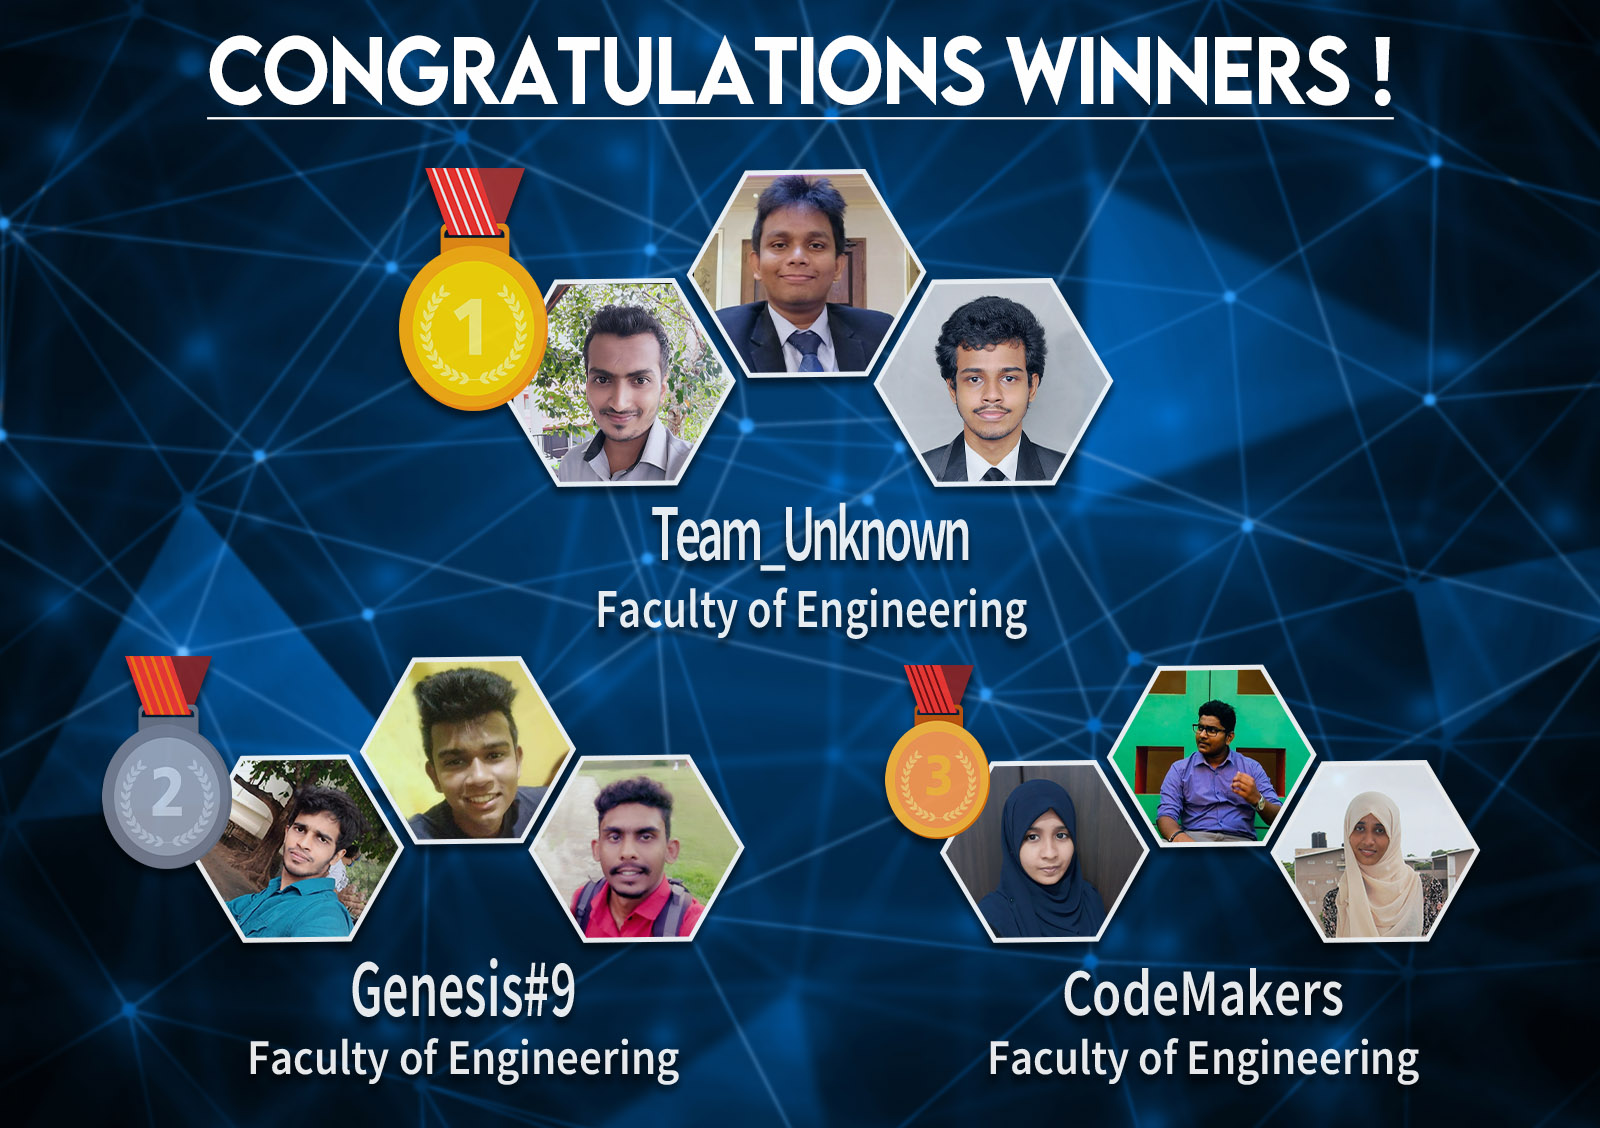 CONGRATULATIONS WINNERS !
1
Team_Unknown
Faculty of Engineering
2
Genesis#9
Faculty of Engineering
3
CodeMakers
Faculty of Engineering